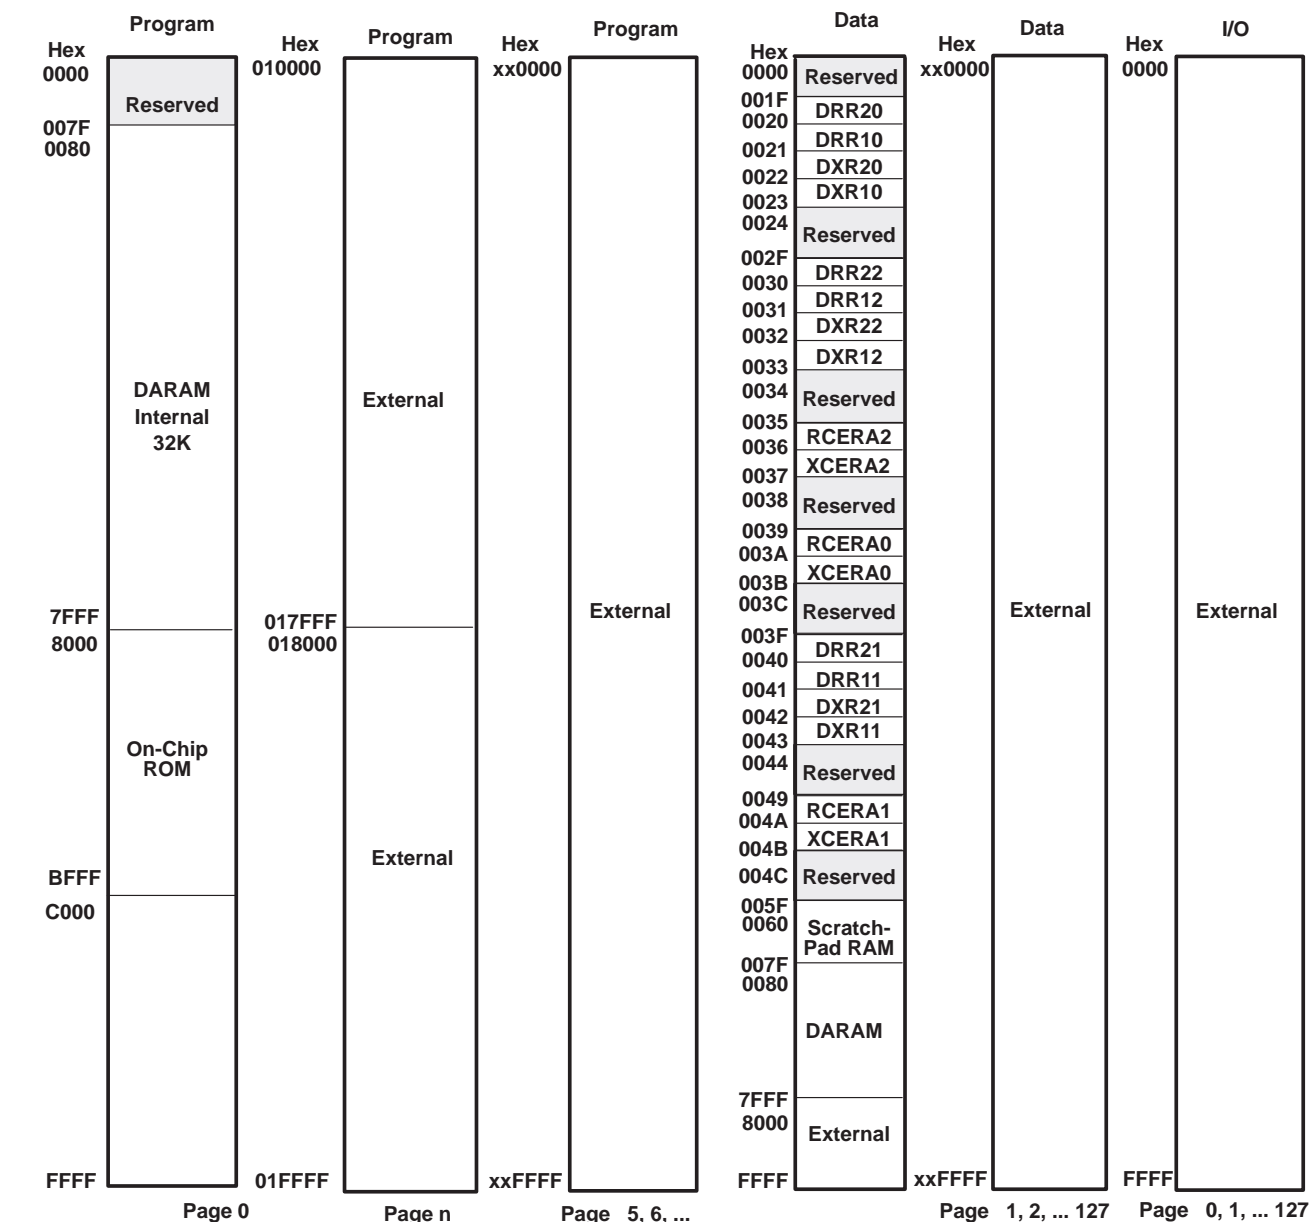 Program
Hex
0000
Reserved
007F
0080
DARAM
Internal
32K
7FFF
8000
On-Chip
ROM
BFFF
C000
FFFF
Page 0
Program
Hex
010000
External
017FFF
018000
External
01FFFF
Page n
Program
Hex
xx0000
External
xxFFFF
Page 5, 6, ...
Data
Hex
0000
Reserved
001F
0020
DRR20
0021
DRR10
0022
DXR20
0023
DXR10
0024
Reserved
002F
0030
DRR22
0031
DRR12
0032
DXR22
0033
DXR12
0034
Reserved
0035
0036
RCERA2
0037
XCERA2
0038
Reserved
0039
003A
RCERA0
003B
XCERA0
003C
Reserved
003F
0040
DRR21
0041
DRR11
0042
DXR21
0043
DXR11
0044
Reserved
0049
004A
RCERA1
004B
XCERA1
004C
Reserved
005F
0060
Scratch-
Pad RAM
007F
0080
DARAM
7FFF
8000
External
FFFF
Data
Hex
xx0000
External
xxFFFF
Page 1, 2, ... 127
I/O
Hex
0000
External
FFFF
Page 0, 1, ... 127